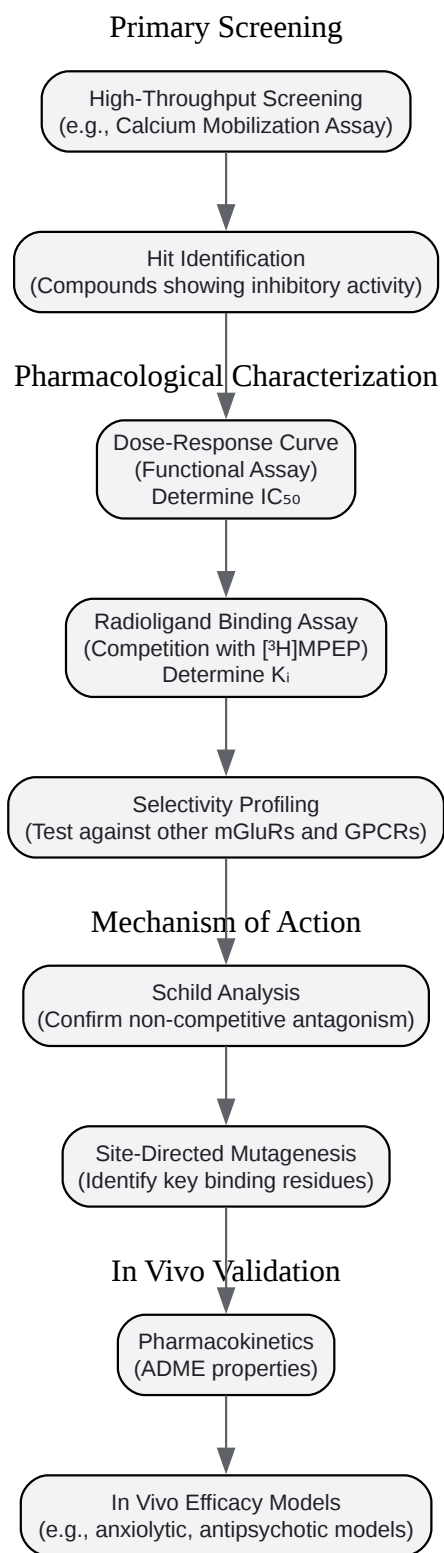 Primary Screening
High-Throughput Screening
(e.g., Calcium Mobilization Assay)
Hit Identification
(Compounds showing inhibitory activity)
Pharmacological Characterization
Dose-Response Curve
(Functional Assay)
Determine IC₅₀
Radioligand Binding Assay
(Competition with [³H]MPEP)
Determine Kᵢ
Selectivity Profiling
(Test against other mGluRs and GPCRs)
Mechanism of Action
Schild Analysis
(Confirm non-competitive antagonism)
Site-Directed Mutagenesis
(Identify key binding residues)
In Vivo Validation
Pharmacokinetics
(ADME properties)
In Vivo Efficacy Models
(e.g., anxiolytic, antipsychotic models)